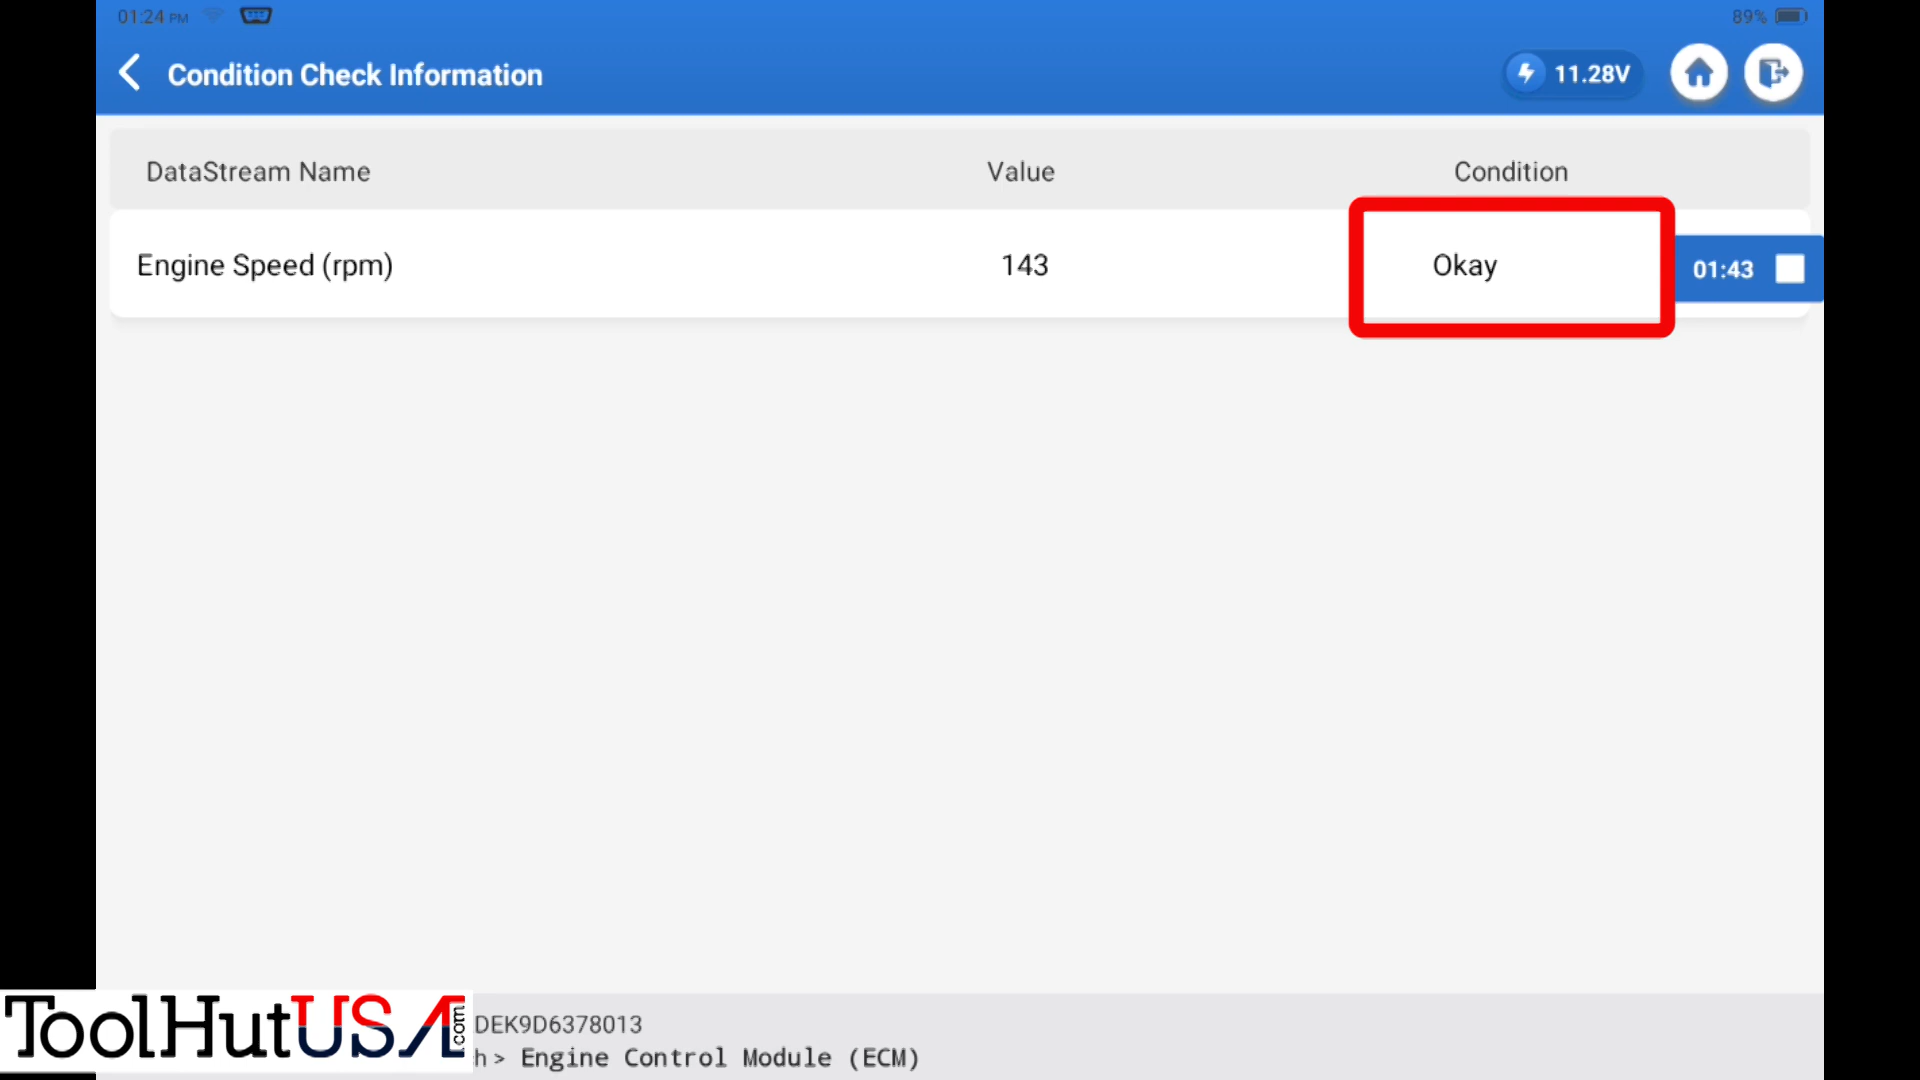 01:24 PM
89%
Condition Check Information
11.28V
DataStream Name Value Condition
Engine Speed (rpm) 143 Okay
01:43
ToolHutUSA.com
DEK9D6378013
h > Engine Control Module (ECM)